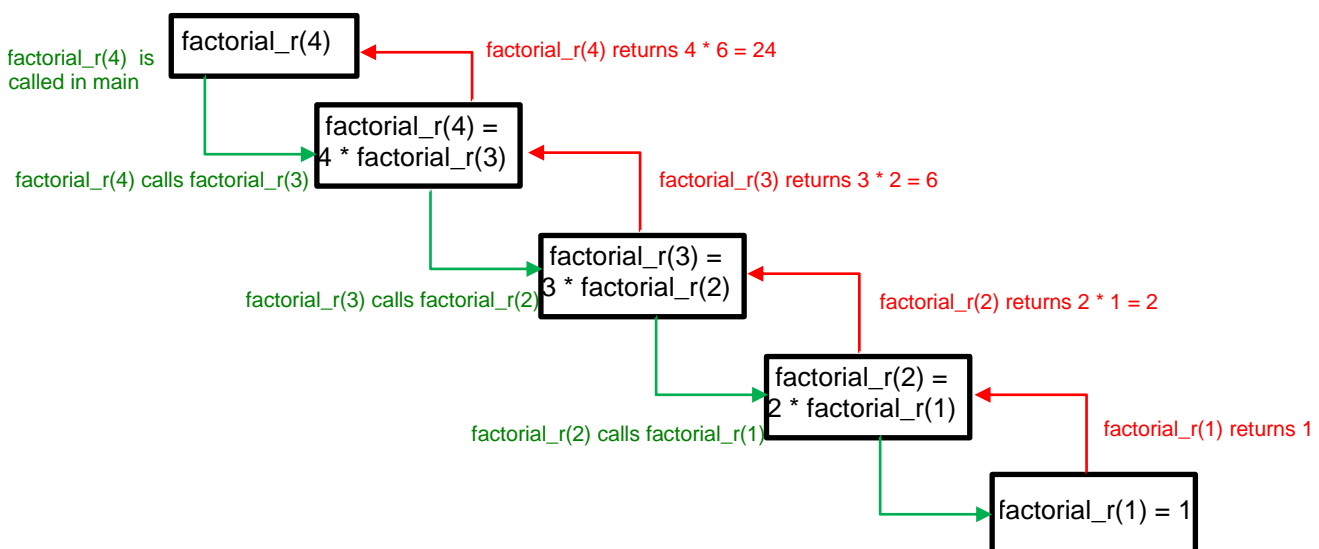 factorial_r(4)
factorial_r(4)  is
called in main
factorial_r(4) returns 4 * 6 = 24
factorial_r(4) =
4 * factorial_r(3)
factorial_r(4) calls factorial_r(3)
factorial_r(3) returns 3 * 2 = 6
factorial_r(3) =
3 * factorial_r(2)
factorial_r(3) calls factorial_r(2)
factorial_r(2) returns 2 * 1 = 2
factorial_r(2) =
2 * factorial_r(1)
factorial_r(2) calls factorial_r(1)
factorial_r(1) returns 1
factorial_r(1) = 1